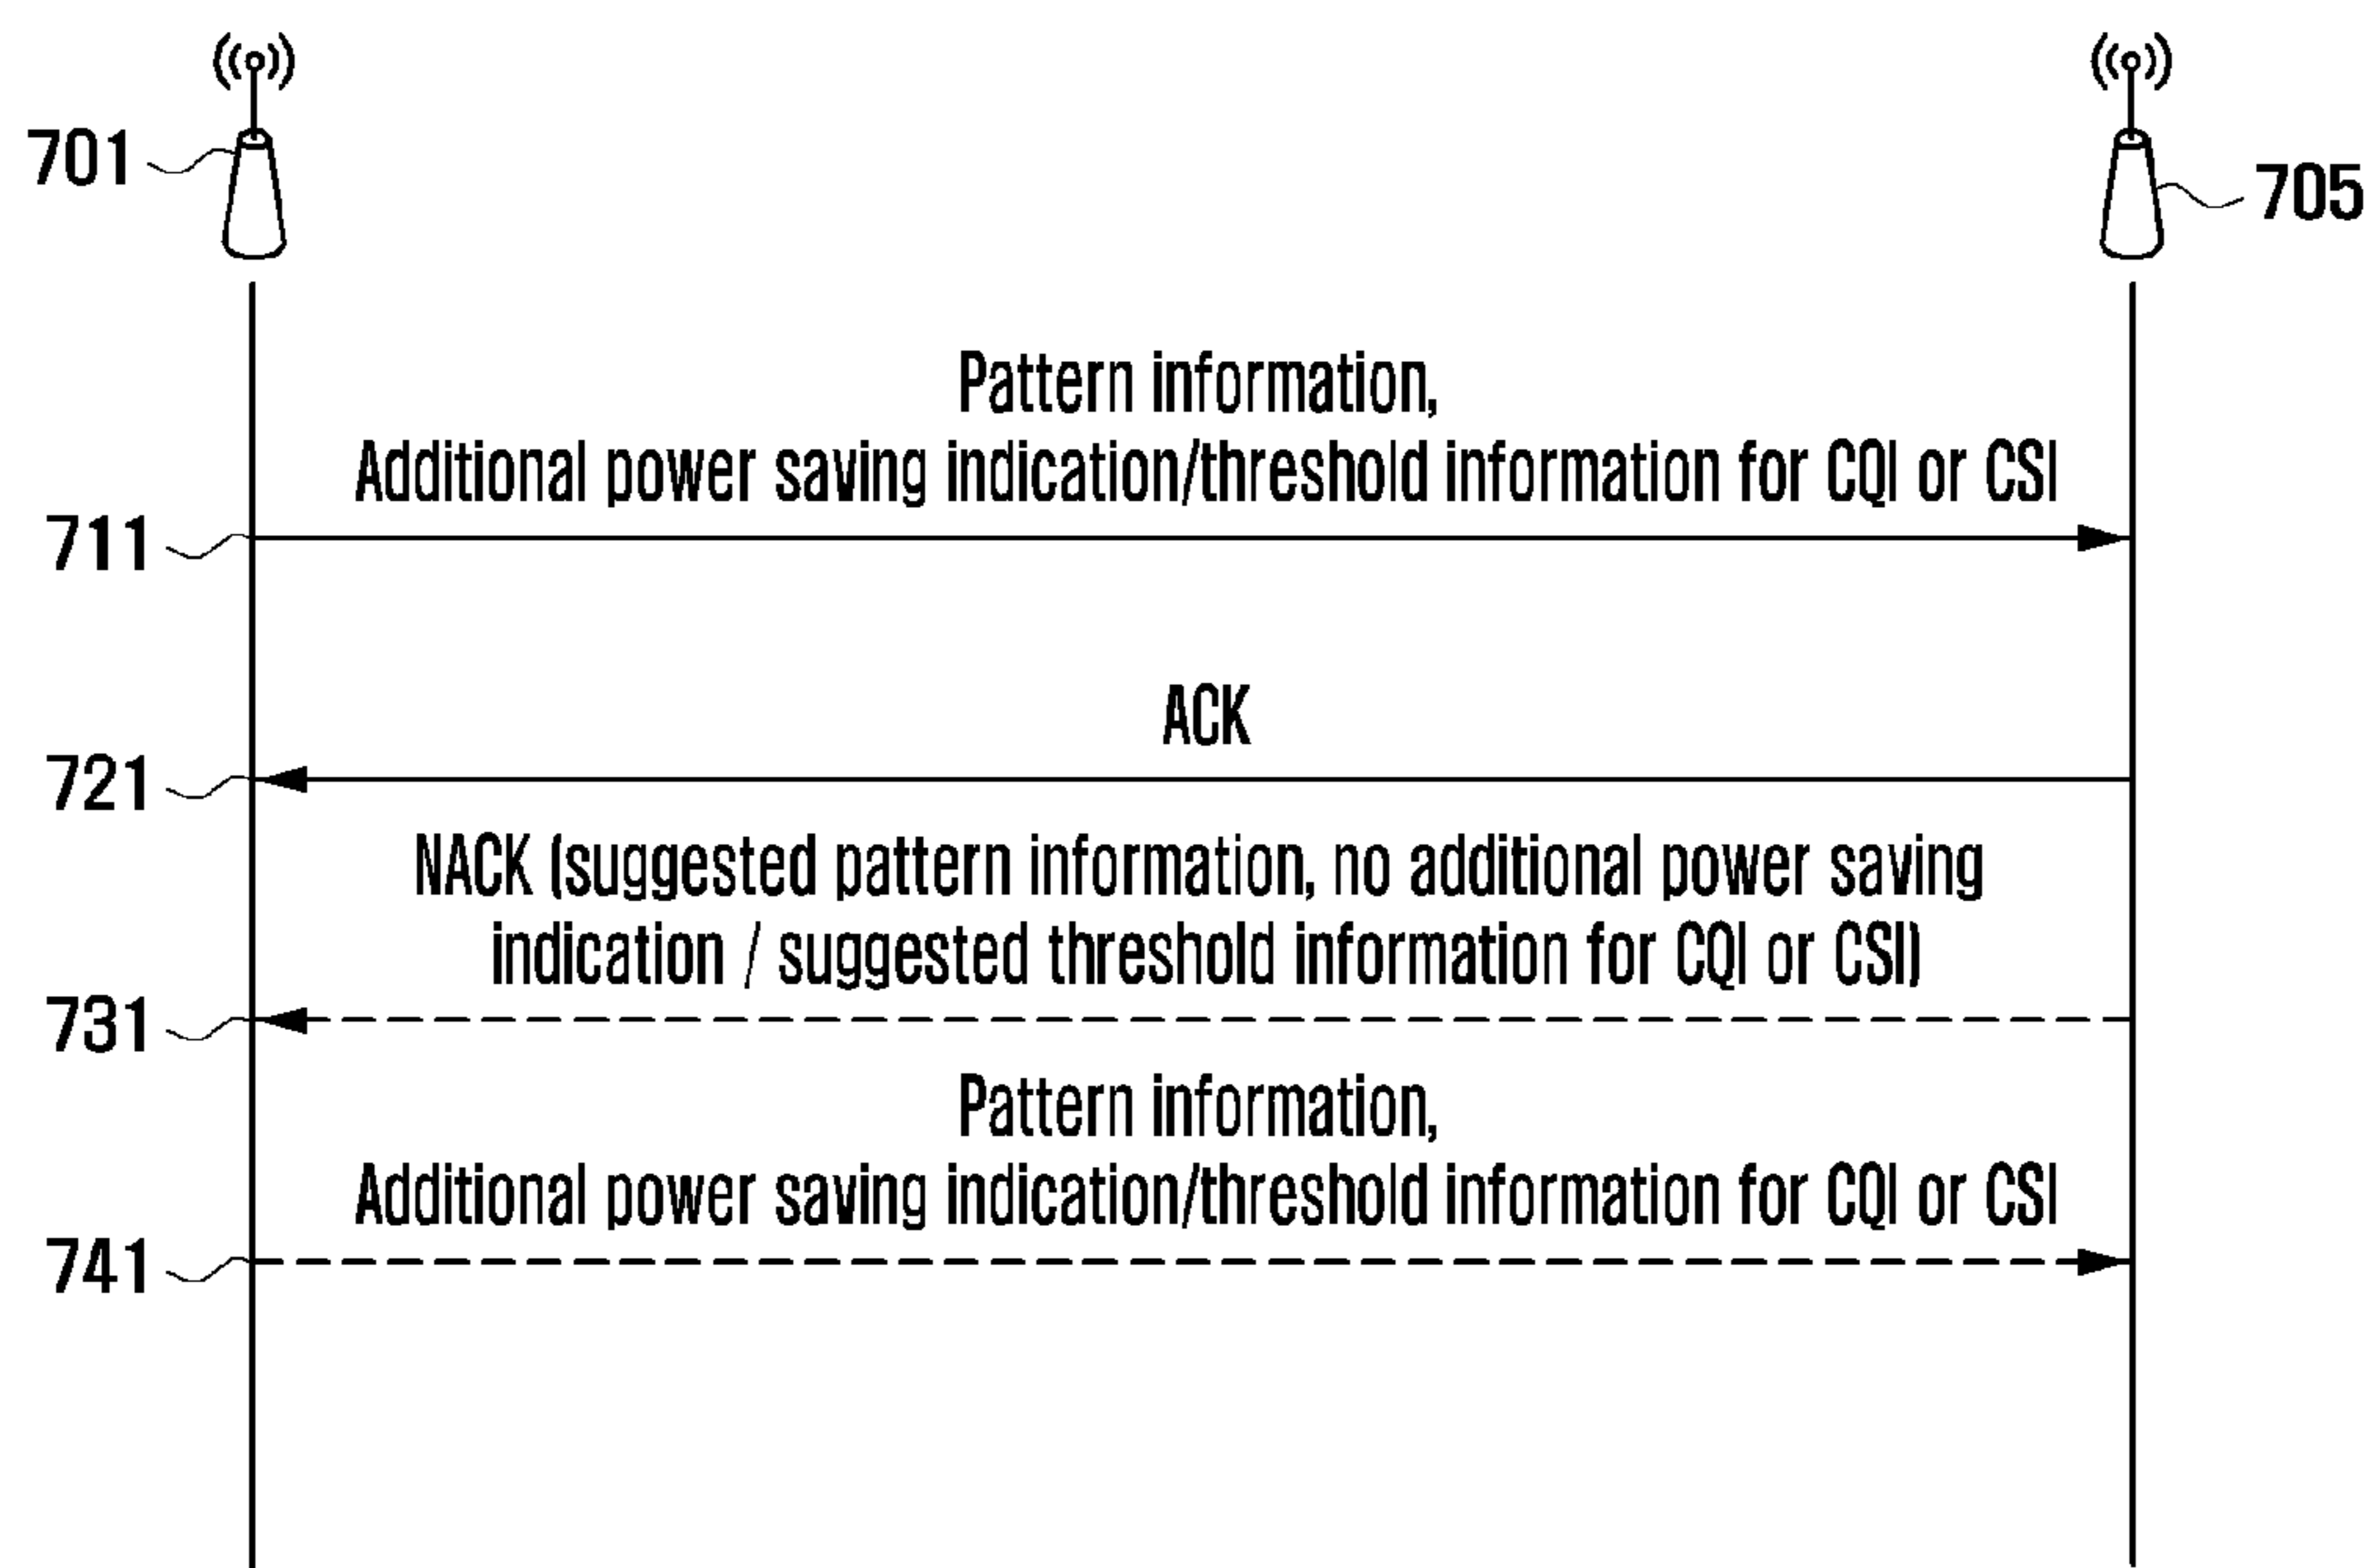 701
705
Pattern information,
Additional power saving indication/threshold information for CQI or CSI
711
ACK
721
NACK (suggested pattern information, no additional power saving
indication / suggested threshold information for CQI or CSI)
731
Pattern information,
Additional power saving indication/threshold information for CQI or CSI
741